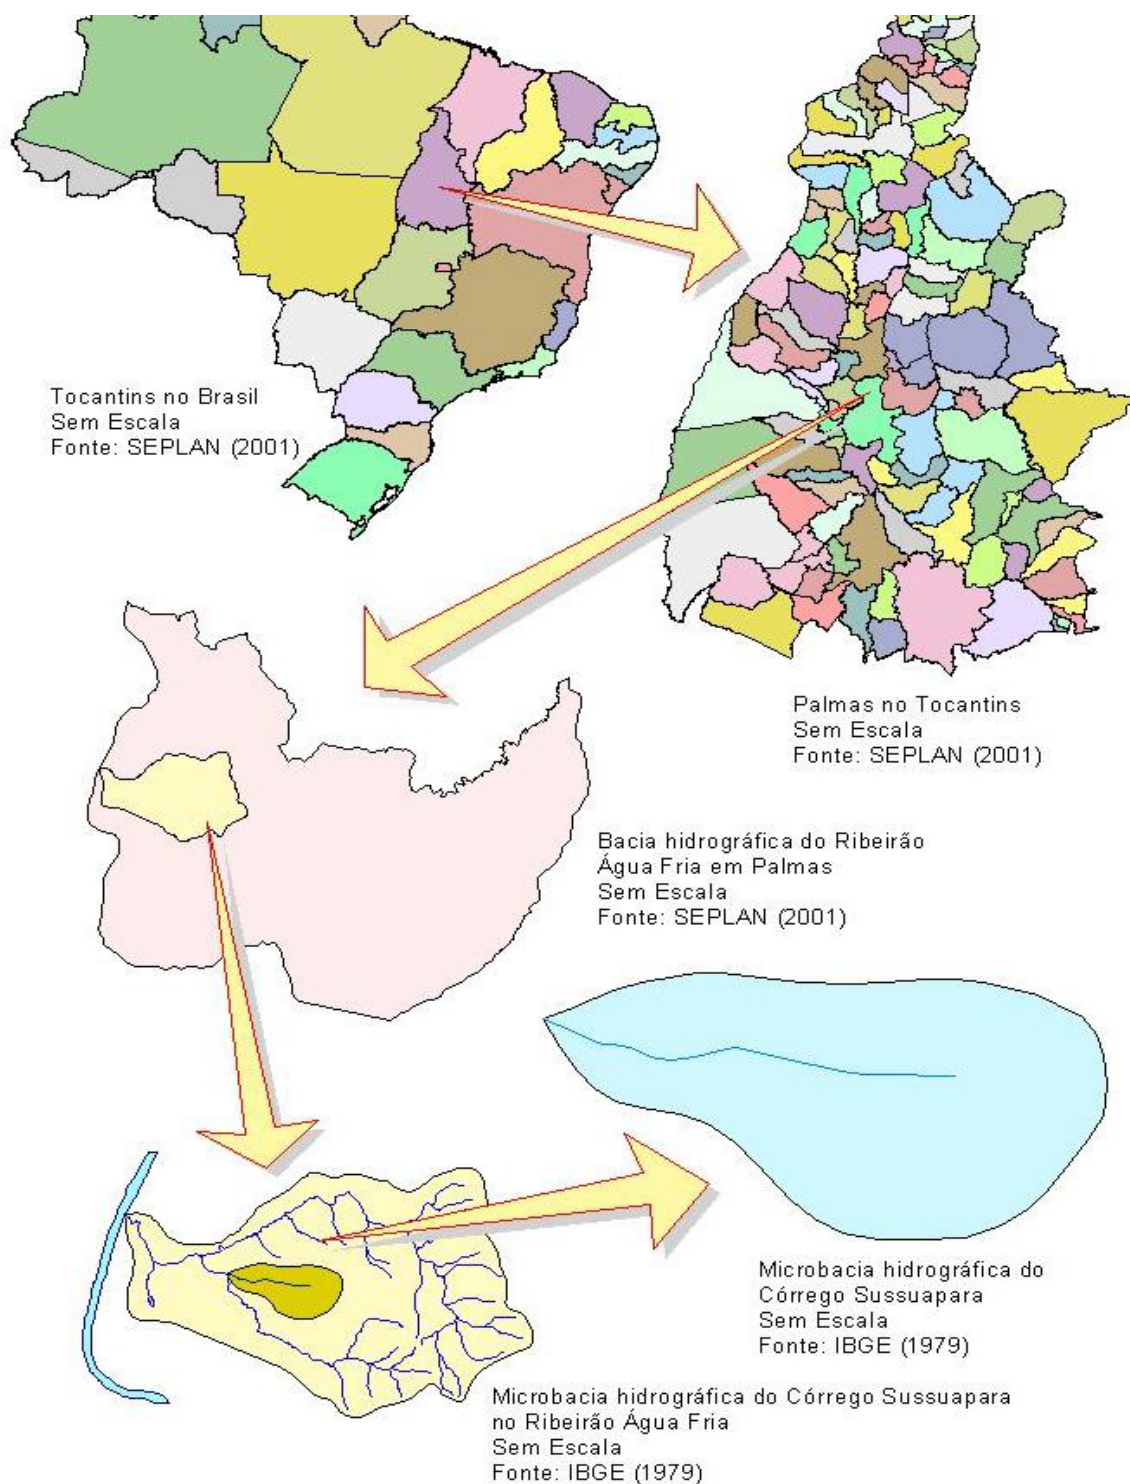 Tocantins no Brasil
Sem Escala
Fonte: SEPLAN (2001)
Palmas no Tocantins
Sem Escala
Fonte: SEPLAN (2001)
Bacia hidrográfica do Ribeirão
Água Fria em Palmas
Sem Escala
Fonte: SEPLAN (2001)
Microbacia hidrográfica do
Córrego Sussuapara
Sem Escala
Fonte: IBGE (1979)
Microbacia hidrográfica do Córrego Sussuapara
no Ribeirão Água Fria
Sem Escala
Fonte: IBGE (1979)